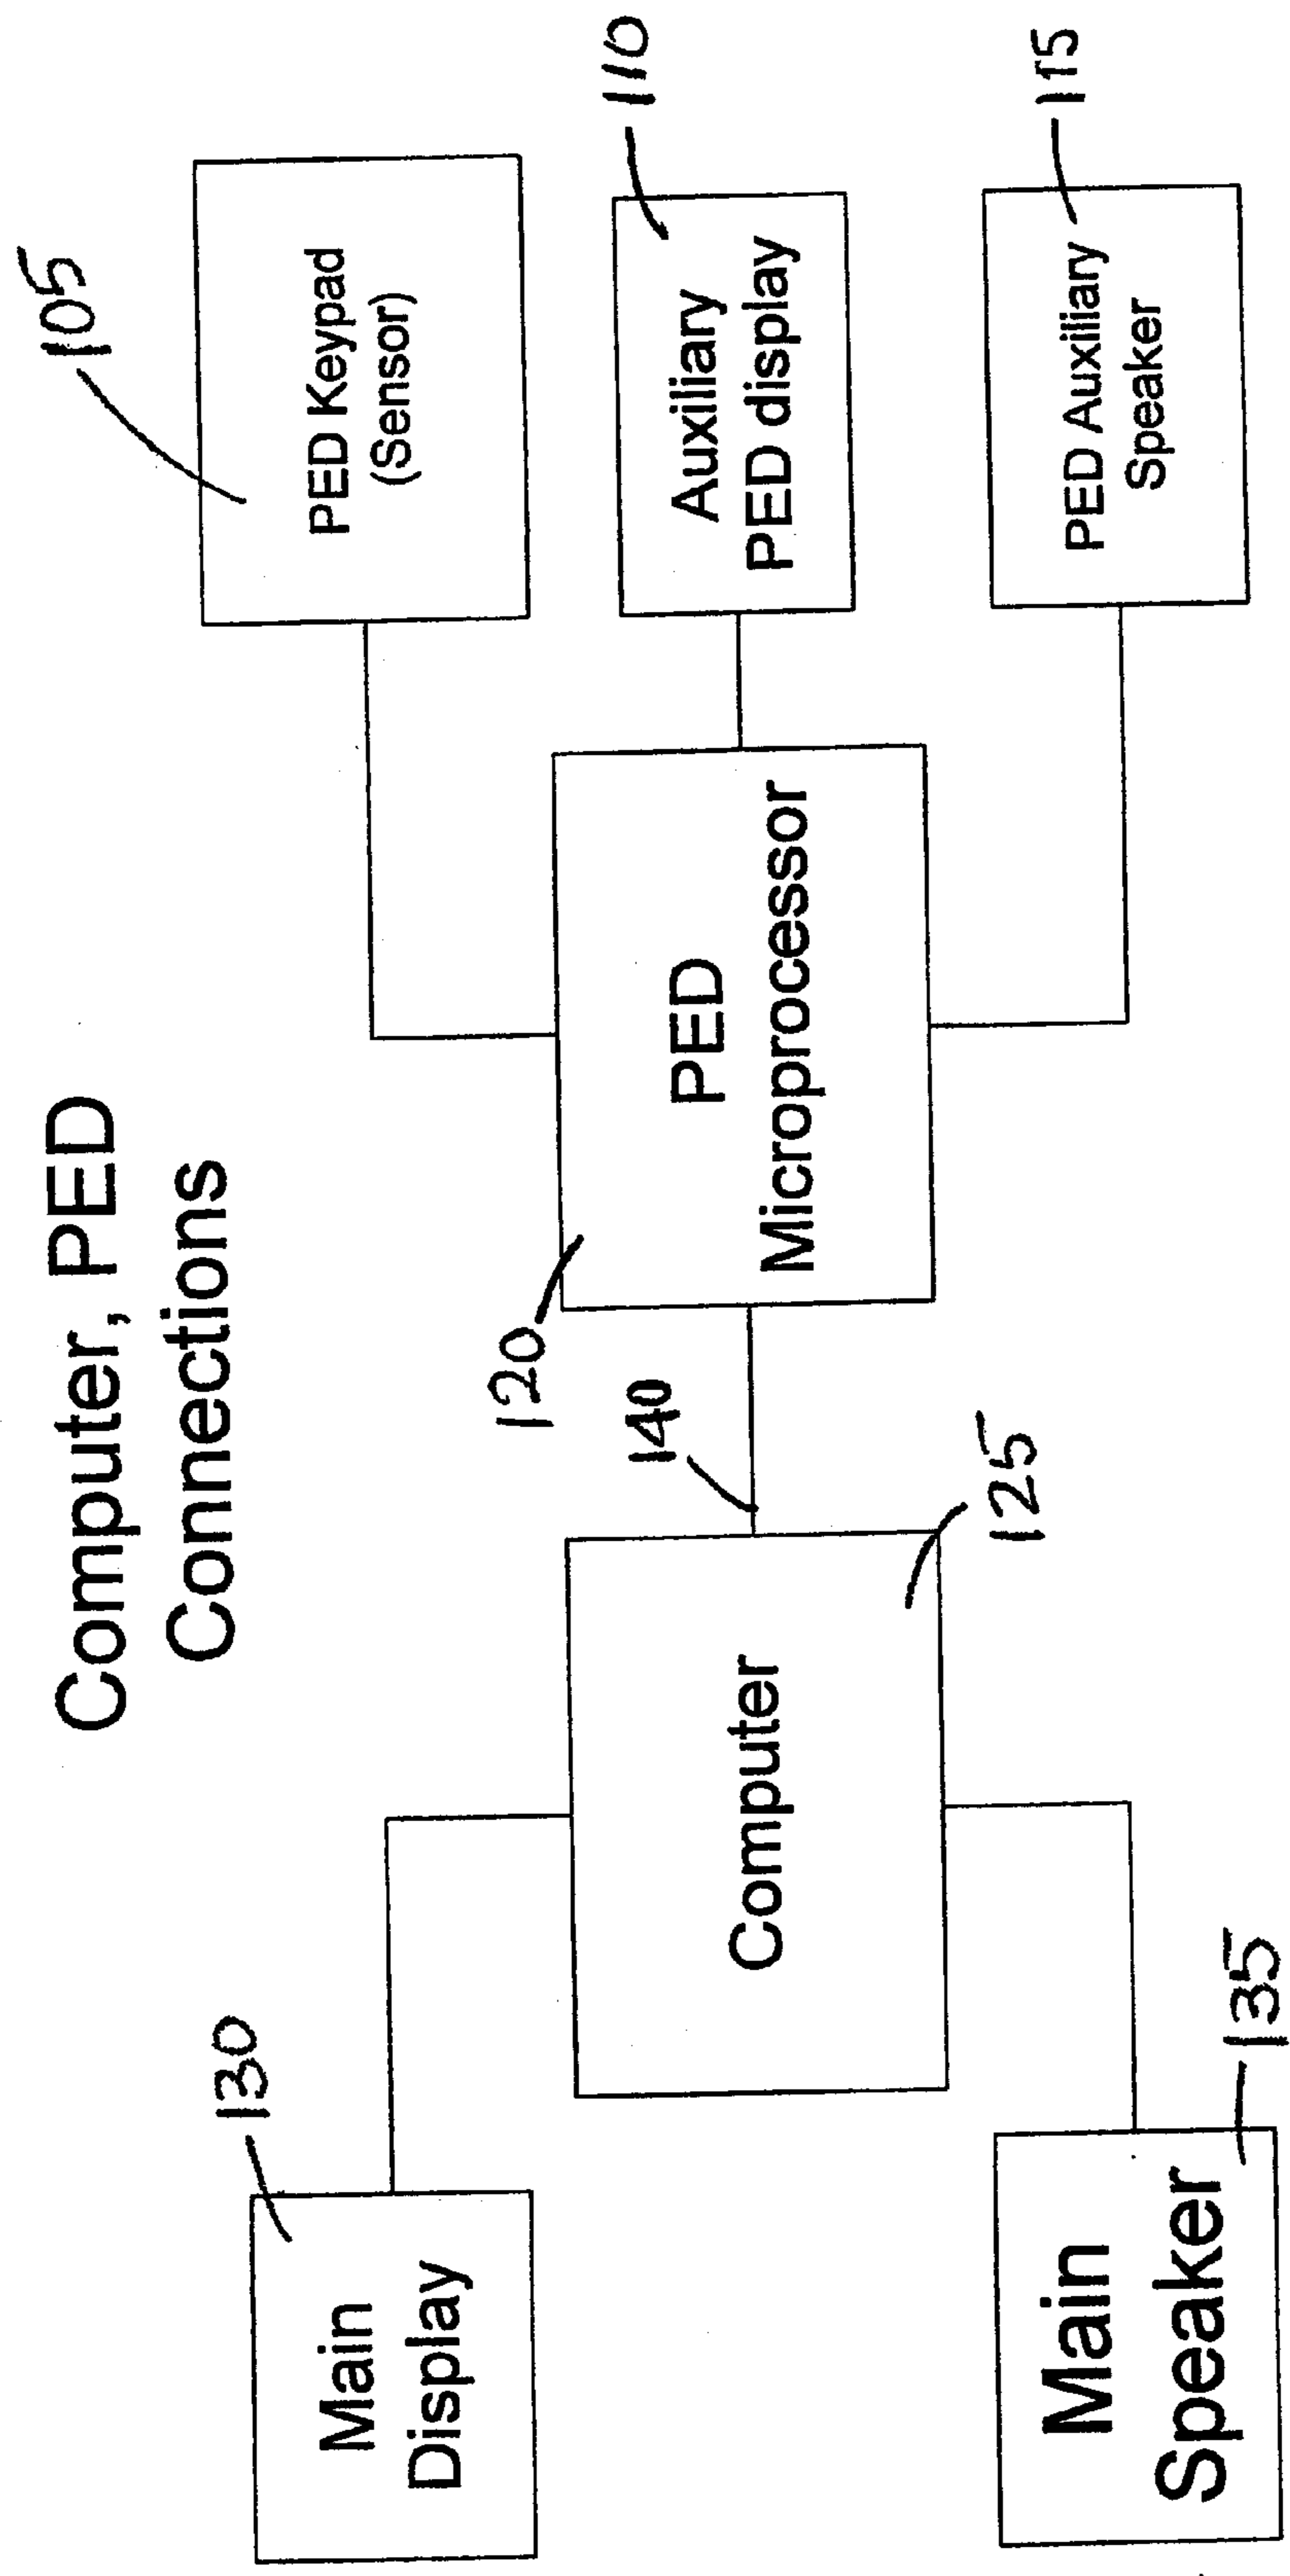 Computer, PED
Connections
105
PED Keypad
(Sensor)
110
Auxiliary
PED display
115
PED Auxiliary
Speaker
120
PED
Microprocessor
140
125
Computer
130
Main
Display
135
Main
Speaker